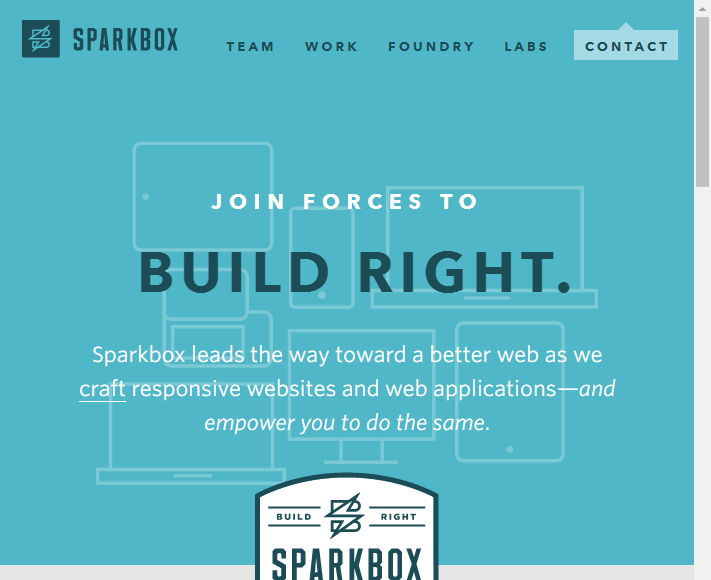 SPARKBOX
TEAM WORK FOUNDRY LABS CONTACT
JOIN FORCES TO
BUILD RIGHT.
Sparkbox leads the way toward a better web as we
craft responsive websites and web applications—and
empower you to do the same.
BUILD RIGHT
SPARKBOX